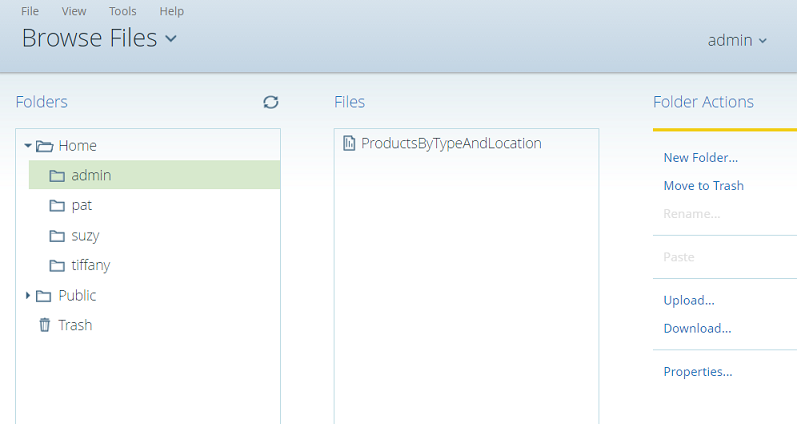 File View Tools Help
Browse Files
admin
Folders
Home
admin
pat
suzy
tiffany
Public
Trash
Files
ProductsByTypeAndLocation
Folder Actions
New Folder...
Move to Trash
Rename...
Paste
Upload...
Download...
Properties...